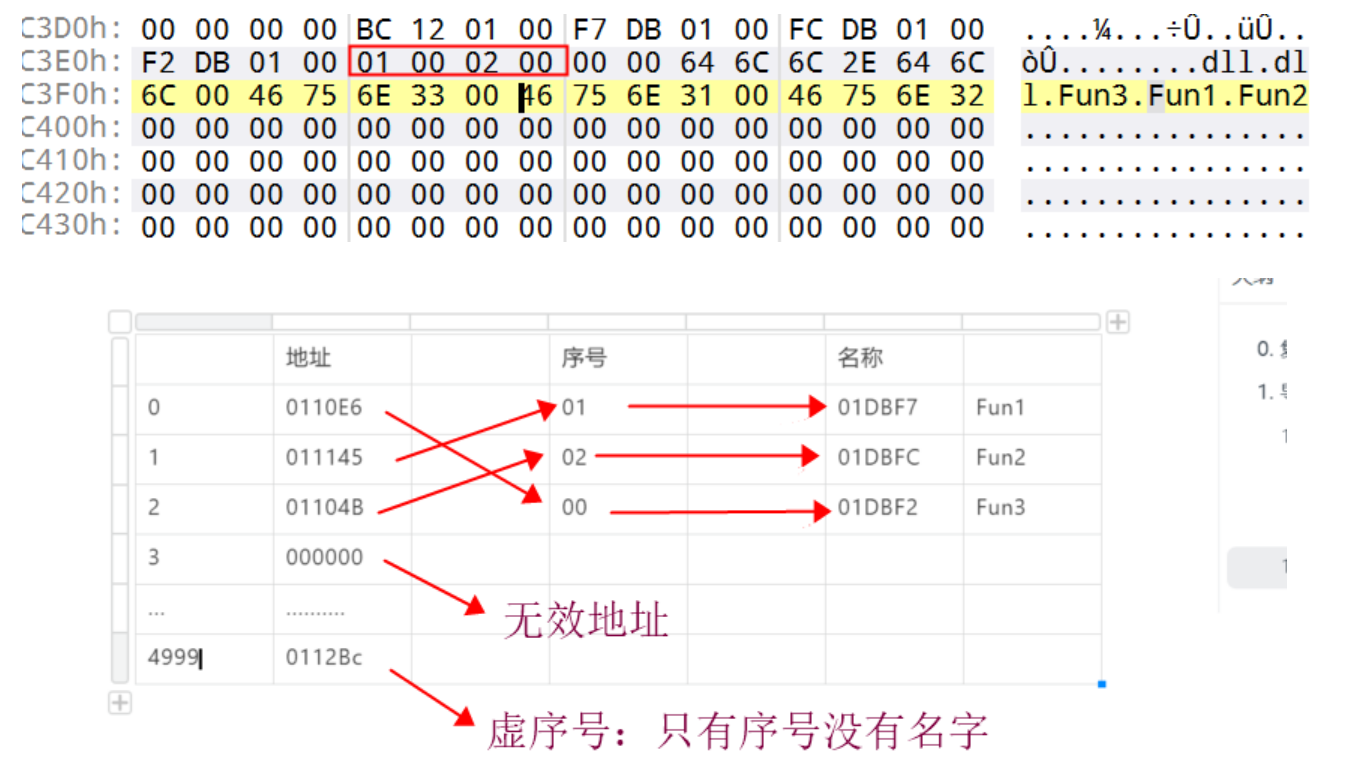 C3D0h: 00 00 00 00 BC 12 01 00 F7 DB 01 00 FC DB 01 00 ....¼...÷Û..üÛ..
C3E0h: F2 DB 01 00 01 00 02 00 00 00 64 6C 6C 2E 64 6C òÛ........dll.dl
C3F0h: 6C 00 46 75 6E 33 00 46 75 6E 31 00 46 75 6E 32 l.Fun3.Fun1.Fun2
C400h: 00 00 00 00 00 00 00 00 00 00 00 00 00 00 00 00 ................
C410h: 00 00 00 00 00 00 00 00 00 00 00 00 00 00 00 00 ................
C420h: 00 00 00 00 00 00 00 00 00 00 00 00 00 00 00 00 ................
C430h: 00 00 00 00 00 00 00 00 00 00 00 00 00 00 00 00 ................
地址 序号 名称
0 0110E6 01 01DBF7 Fun1
1 011145 02 01DBFC Fun2
2 01104B 00 01DBF2 Fun3
3 000000
无效地址
... ..........
4999 0112Bc
虚序号：只有序号没有名字
0.
1.
1
1